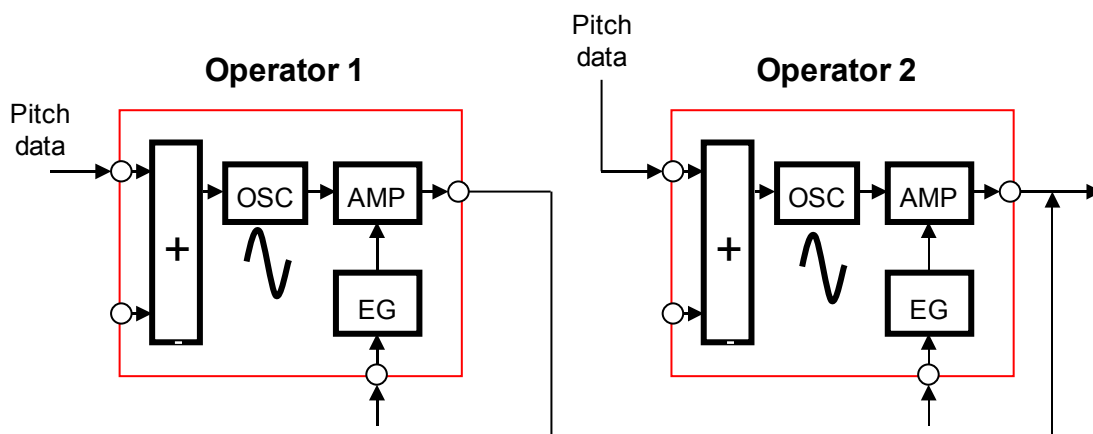 Operator 1
Pitch
data
+
OSC
AMP
EG
Pitch
data
Operator 2
+
OSC
AMP
EG